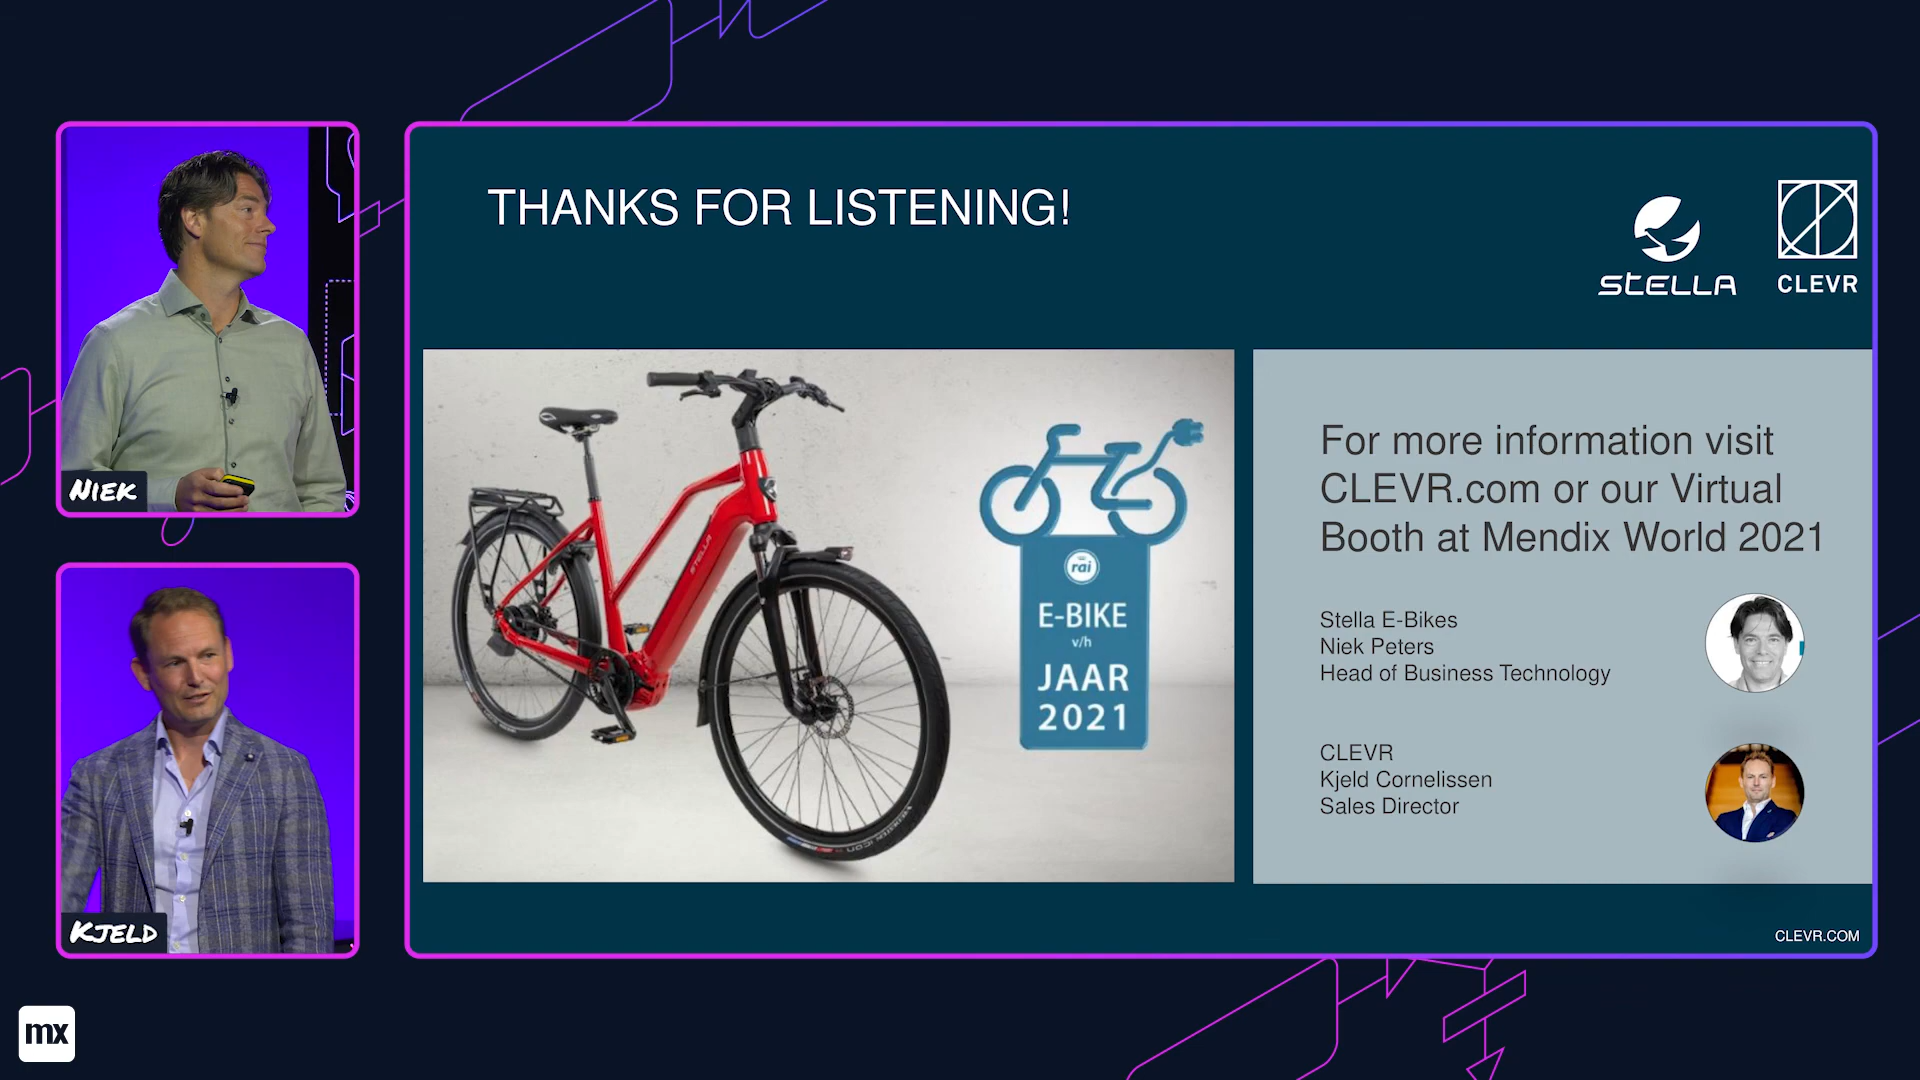 THANKS FOR LISTENING!
STELLA
CLEVR
STELLA
rai
E-BIKE
v/h
JAAR
2021
For more information visit
CLEVR.com or our Virtual
Booth at Mendix World 2021
Stella E-Bikes
Niek Peters
Head of Business Technology
CLEVR
Kjeld Cornelissen
Sales Director
CLEVR.COM
NIEK
KJELD
mx